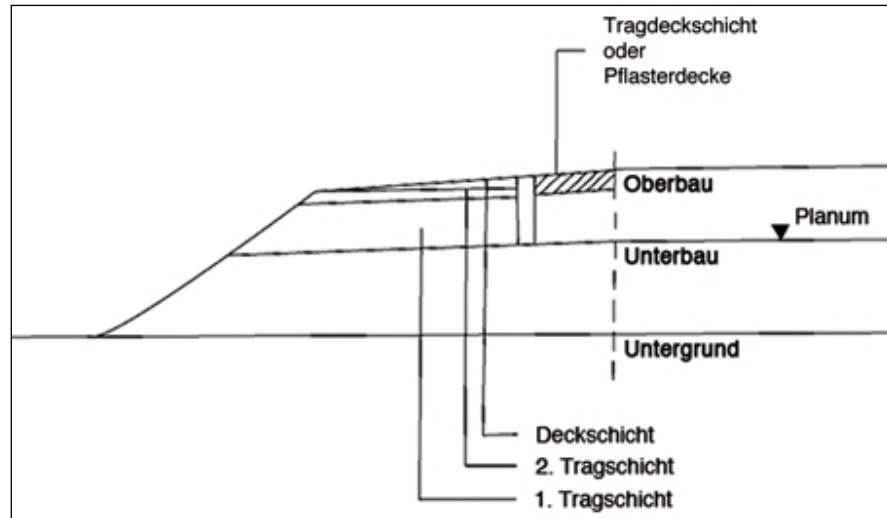 Tragdeckschicht
oder
Pflasterdecke
Oberbau
Planum
Unterbau
Untergrund
Deckschicht
2. Tragschicht
1. Tragschicht